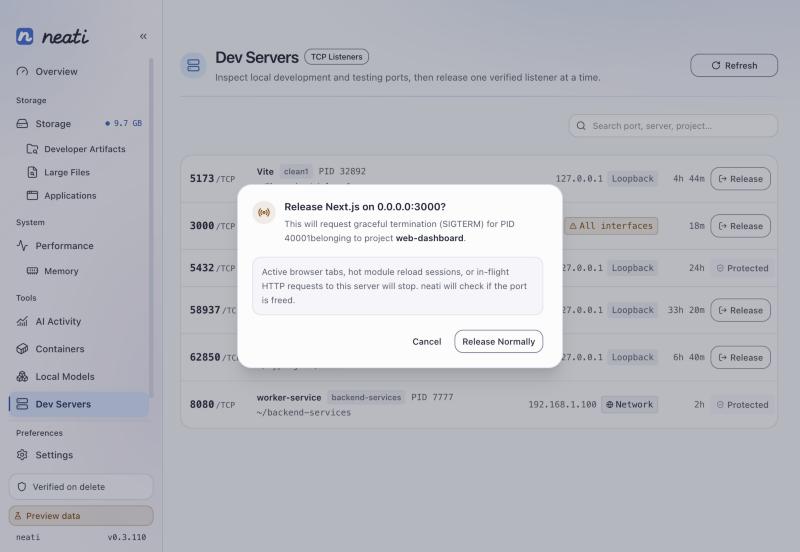 neati
«
Overview
Storage
Storage 9.7 GB
Developer Artifacts
Large Files
Applications
System
Performance
Memory
Tools
AI Activity
Containers
Local Models
Dev Servers
Preferences
Settings
Verified on delete
Preview data
neati v0.3.110
Dev Servers TCP Listeners
Inspect local development and testing ports, then release one verified listener at a time.
Refresh
Search port, server, project...
5173 /TCP Vite clean1 PID 32892 127.0.0.1 Loopback 4h 44m Release
3000 /TCP All interfaces 18m Release
5432 /TCP 27.0.0.1 Loopback 24h Protected
58937 /TC 27.0.0.1 Loopback 33h 20m Release
62850 /TC 27.0.0.1 Loopback 6h 40m Release
8080 /TCP worker-service backend-services PID 7777 192.168.1.100 Network 2h Protected
~/backend-services
Release Next.js on 0.0.0.0:3000?
This will request graceful termination (SIGTERM) for PID
40001belonging to project web-dashboard.
Active browser tabs, hot module reload sessions, or in-flight
HTTP requests to this server will stop. neati will check if the port
is freed.
Cancel Release Normally